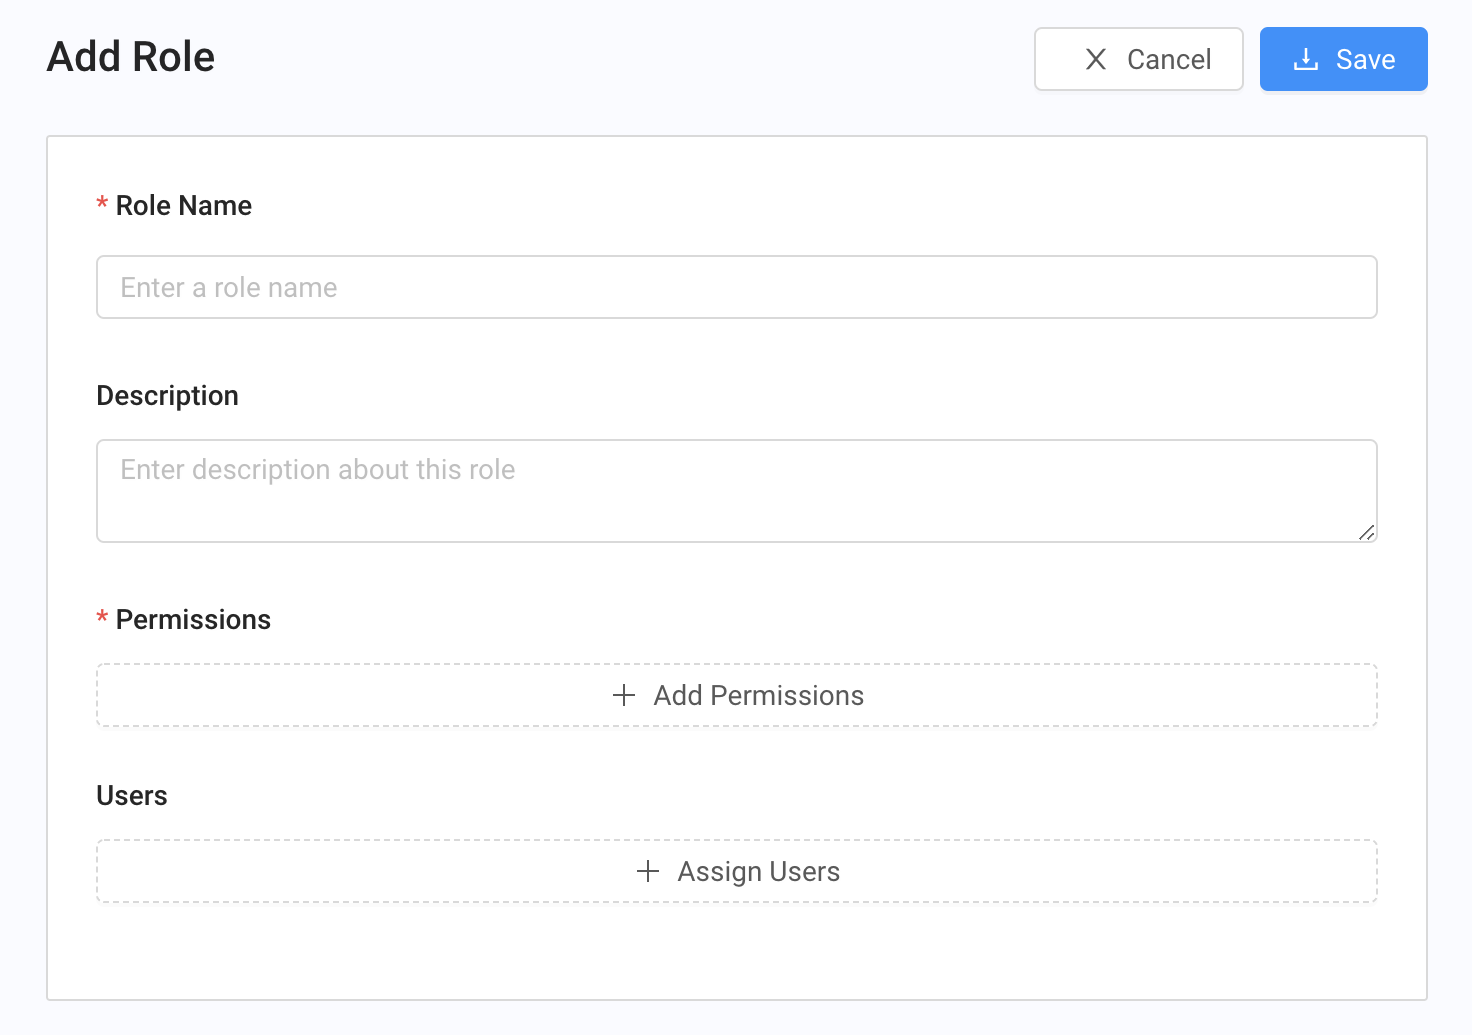 Add Role
Cancel
Save
* Role Name
Enter a role name
Description
Enter description about this role
* Permissions
Add Permissions
Users
Assign Users